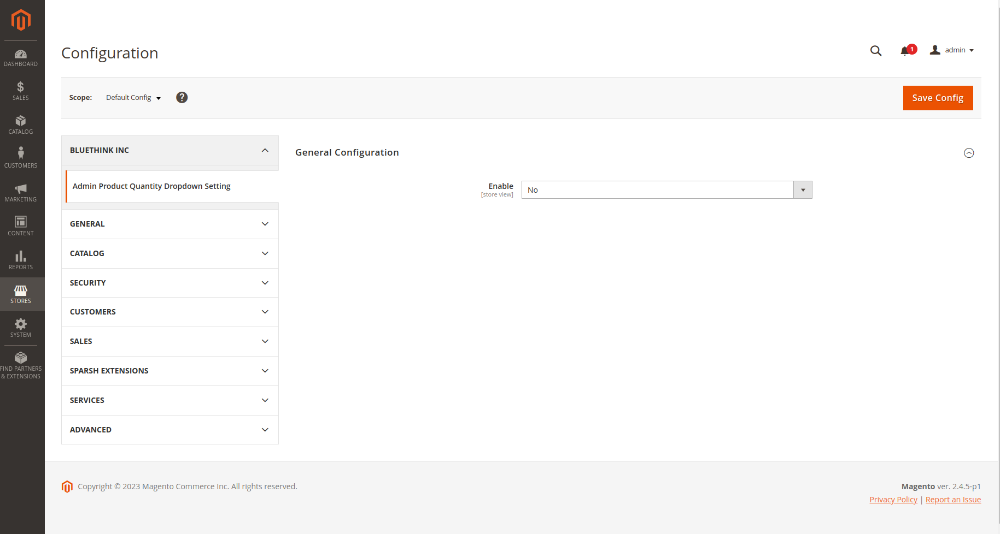 DASHBOARD
SALES
CATALOG
CUSTOMERS
MARKETING
CONTENT
REPORTS
STORES
SYSTEM
FIND PARTNERS
& EXTENSIONS
Configuration
1
admin
Scope:
Default Config
?
Save Config
BLUETHINK INC
Admin Product Quantity Dropdown Setting
GENERAL
CATALOG
SECURITY
CUSTOMERS
SALES
SPARSH EXTENSIONS
SERVICES
ADVANCED
General Configuration
Enable
[store view]
No
Copyright © 2023 Magento Commerce Inc. All rights reserved.
Magento ver. 2.4.5-p1
Privacy Policy | Report an Issue